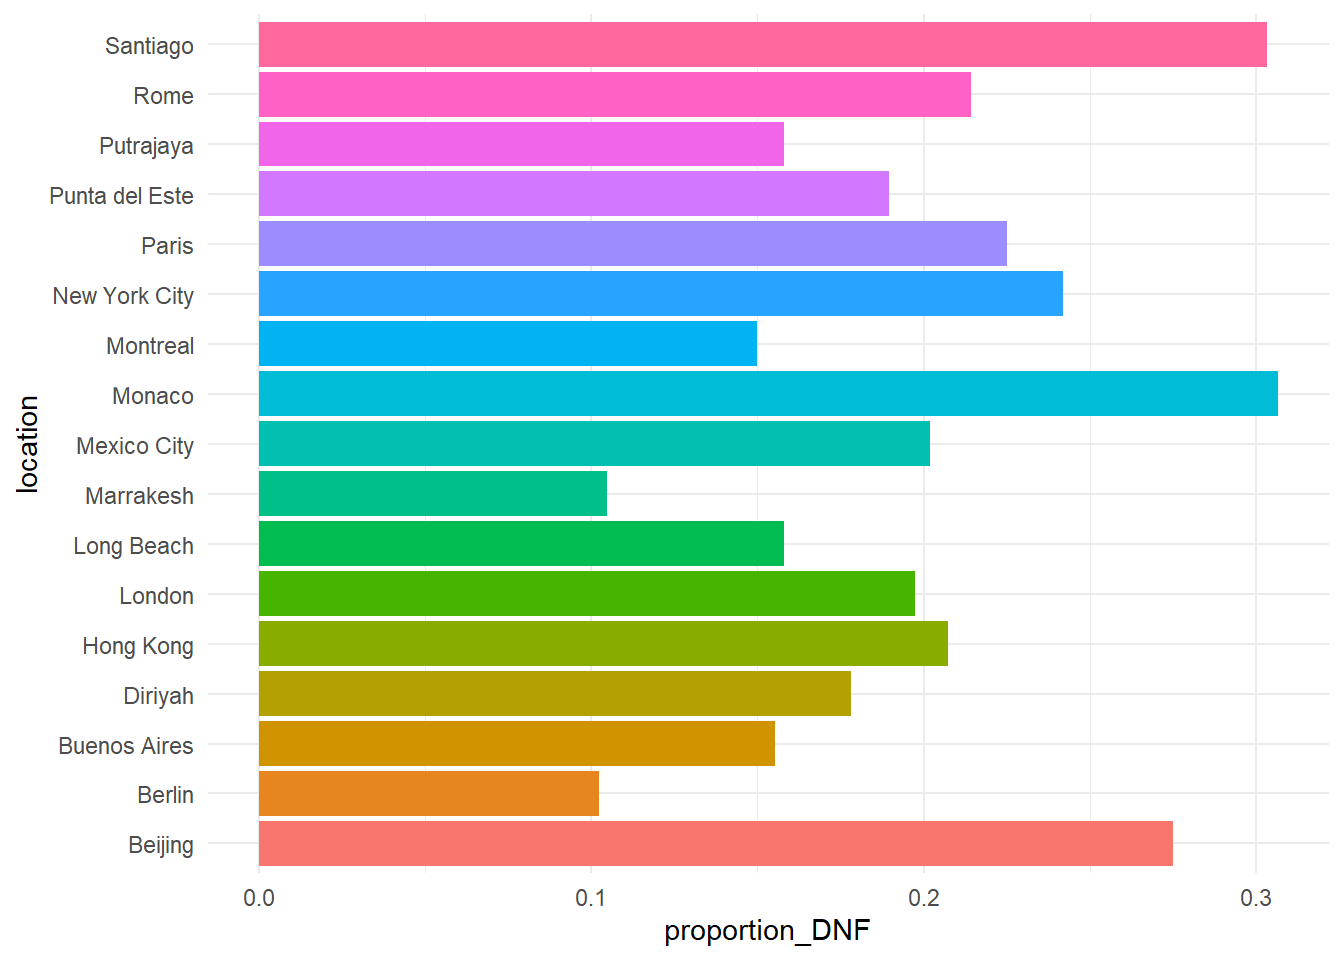 Santiago
Rome
Putrajaya
Punta del Este
Paris
New York City
Montreal
Monaco
Mexico City
Marrakesh
Long Beach
London
Hong Kong
Diriyah
Buenos Aires
Berlin
Beijing
location
0.0 0.1 0.2 0.3
proportion_DNF